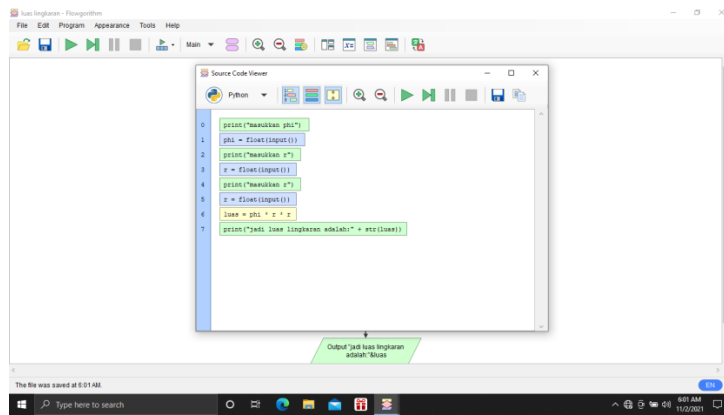 luas lingkaran - Flowgorithm
File Edit Program Appearance Tools Help
Main
Source Code Viewer
Python
0 print("masukkan phi")
1 phi = float(input())
2 print("masukkan r")
3 r = float(input())
4 print("masukkan r")
5 r = float(input())
6 luas = phi * r * r
7 print("jadi luas lingkaran adalah:" + str(luas))
Output "jadi luas lingkaran
adalah:"&luas
The file was saved at 6:01 AM.
EN
Type here to search
6:01 AM
11/2/2021